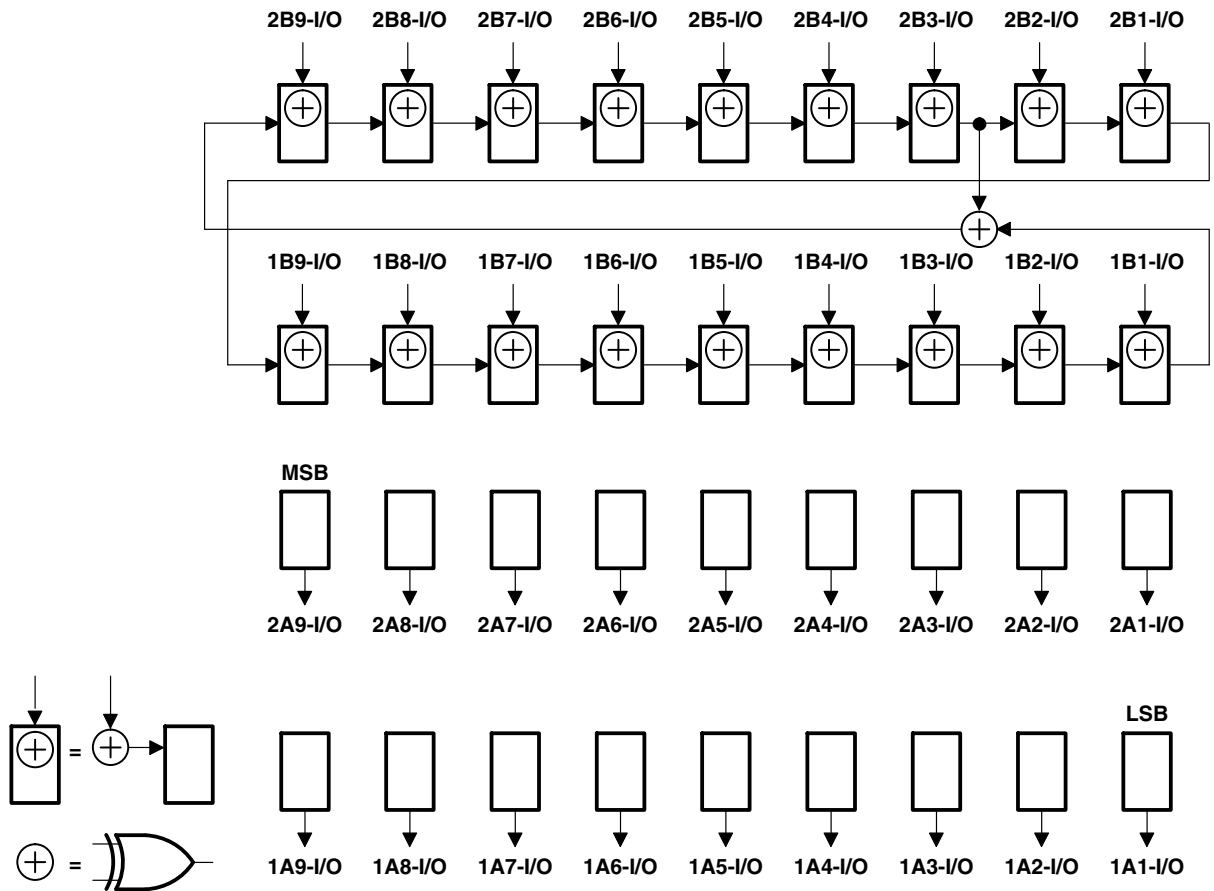 2B9-I/O 2B8-I/O 2B7-I/O 2B6-I/O 2B5-I/O 2B4-I/O 2B3-I/O 2B2-I/O 2B1-I/O
1B9-I/O 1B8-I/O 1B7-I/O 1B6-I/O 1B5-I/O 1B4-I/O 1B3-I/O 1B2-I/O 1B1-I/O
MSB
2A9-I/O 2A8-I/O 2A7-I/O 2A6-I/O 2A5-I/O 2A4-I/O 2A3-I/O 2A2-I/O 2A1-I/O
LSB
=
=
1A9-I/O 1A8-I/O 1A7-I/O 1A6-I/O 1A5-I/O 1A4-I/O 1A3-I/O 1A2-I/O 1A1-I/O